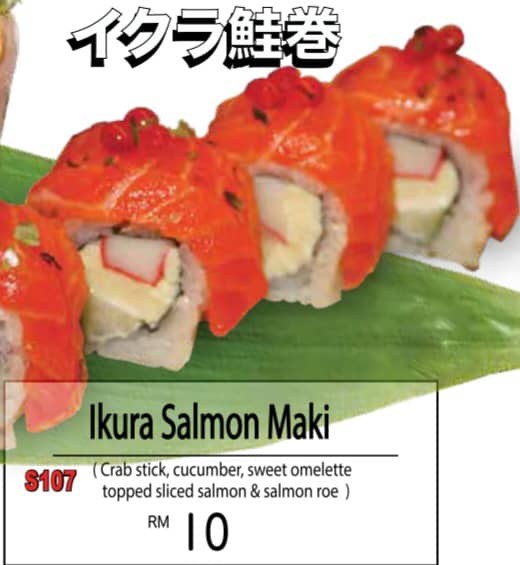 イクラ鮭巻
Ikura Salmon Maki
S107
( Crab stick, cucumber, sweet omelette
topped sliced salmon & salmon roe )
RM 10